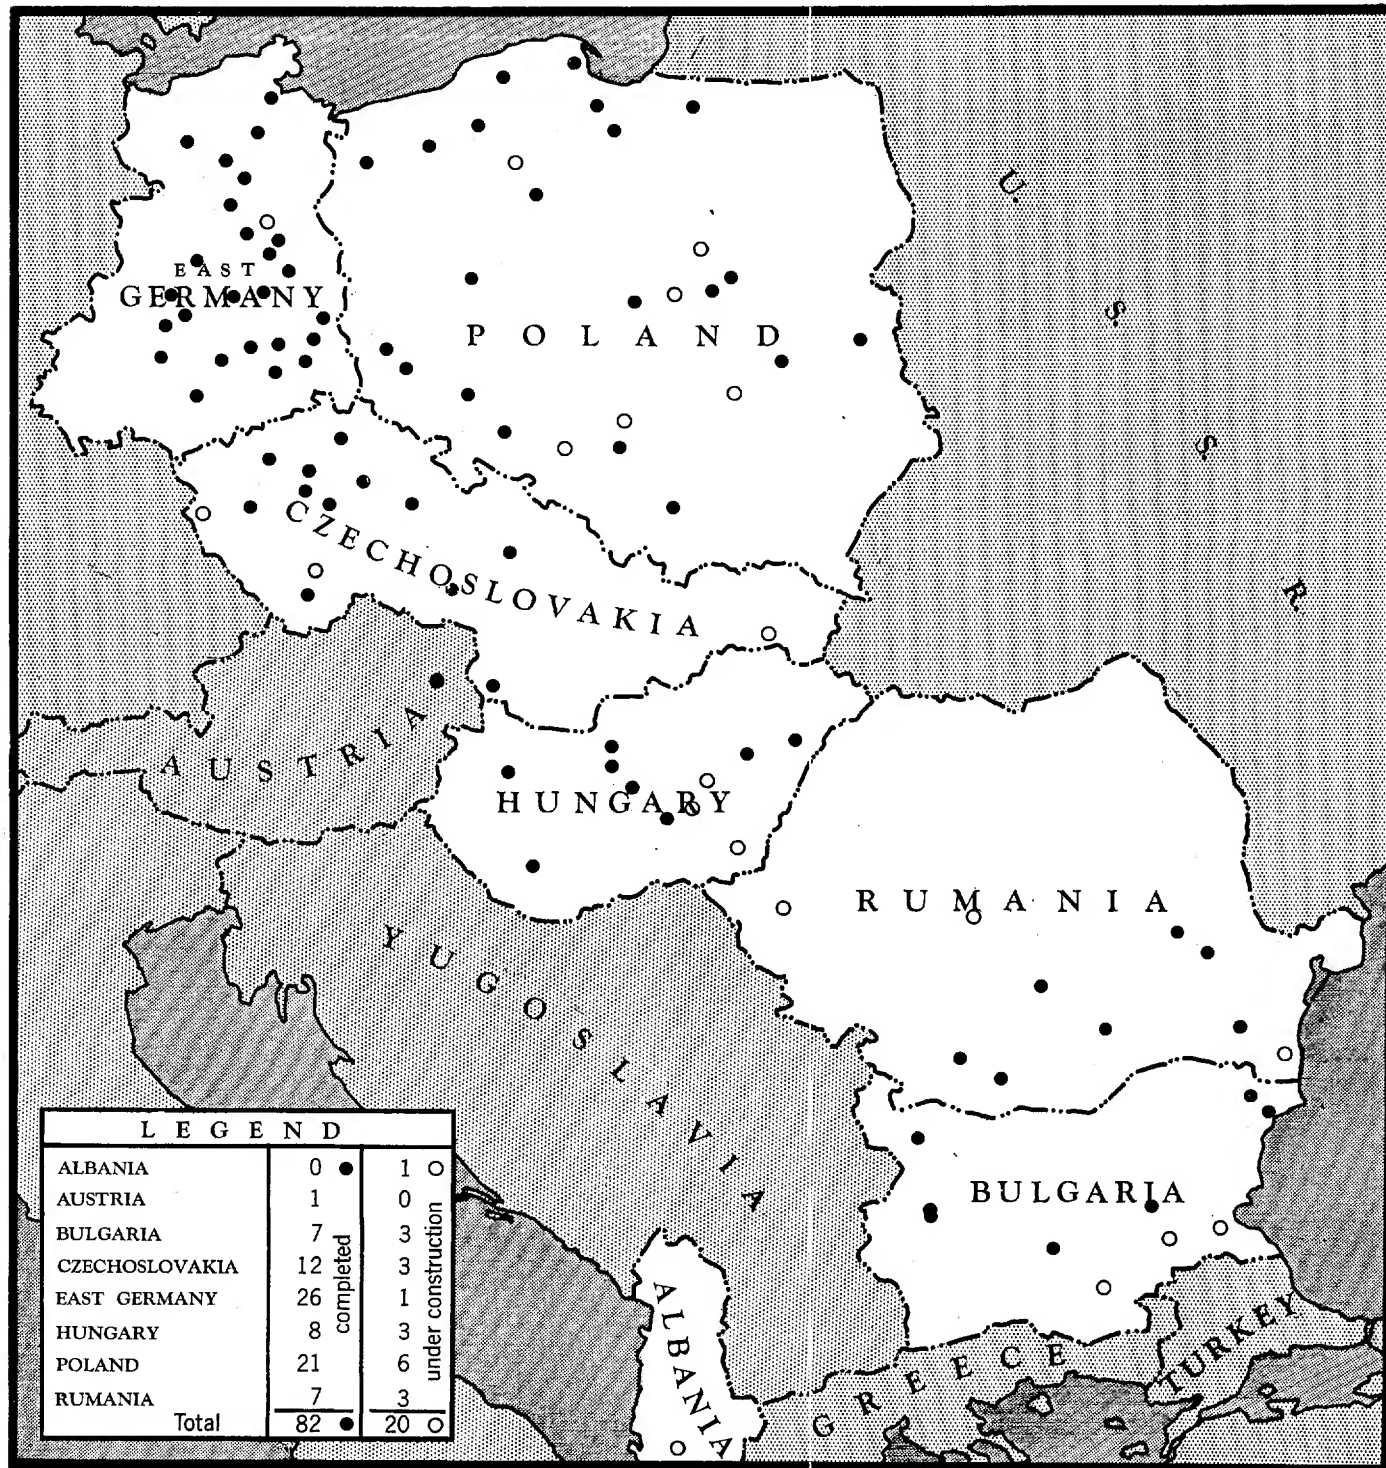 U. S. S. R.
EAST
GERMANY
POLAND
CZECHOSLOVAKIA
AUSTRIA
HUNGARY
RUMANIA
YUGOSLAVIA
BULGARIA
ALBANIA
GREECE
TURKEY
LEGEND
ALBANIA 0 1
AUSTRIA 1 0
BULGARIA 7 3
CZECHOSLOVAKIA 12 3
EAST GERMANY 26 1
HUNGARY 8 3
POLAND 21 6
RUMANIA 7 3
Total 82 20
completed
under construction